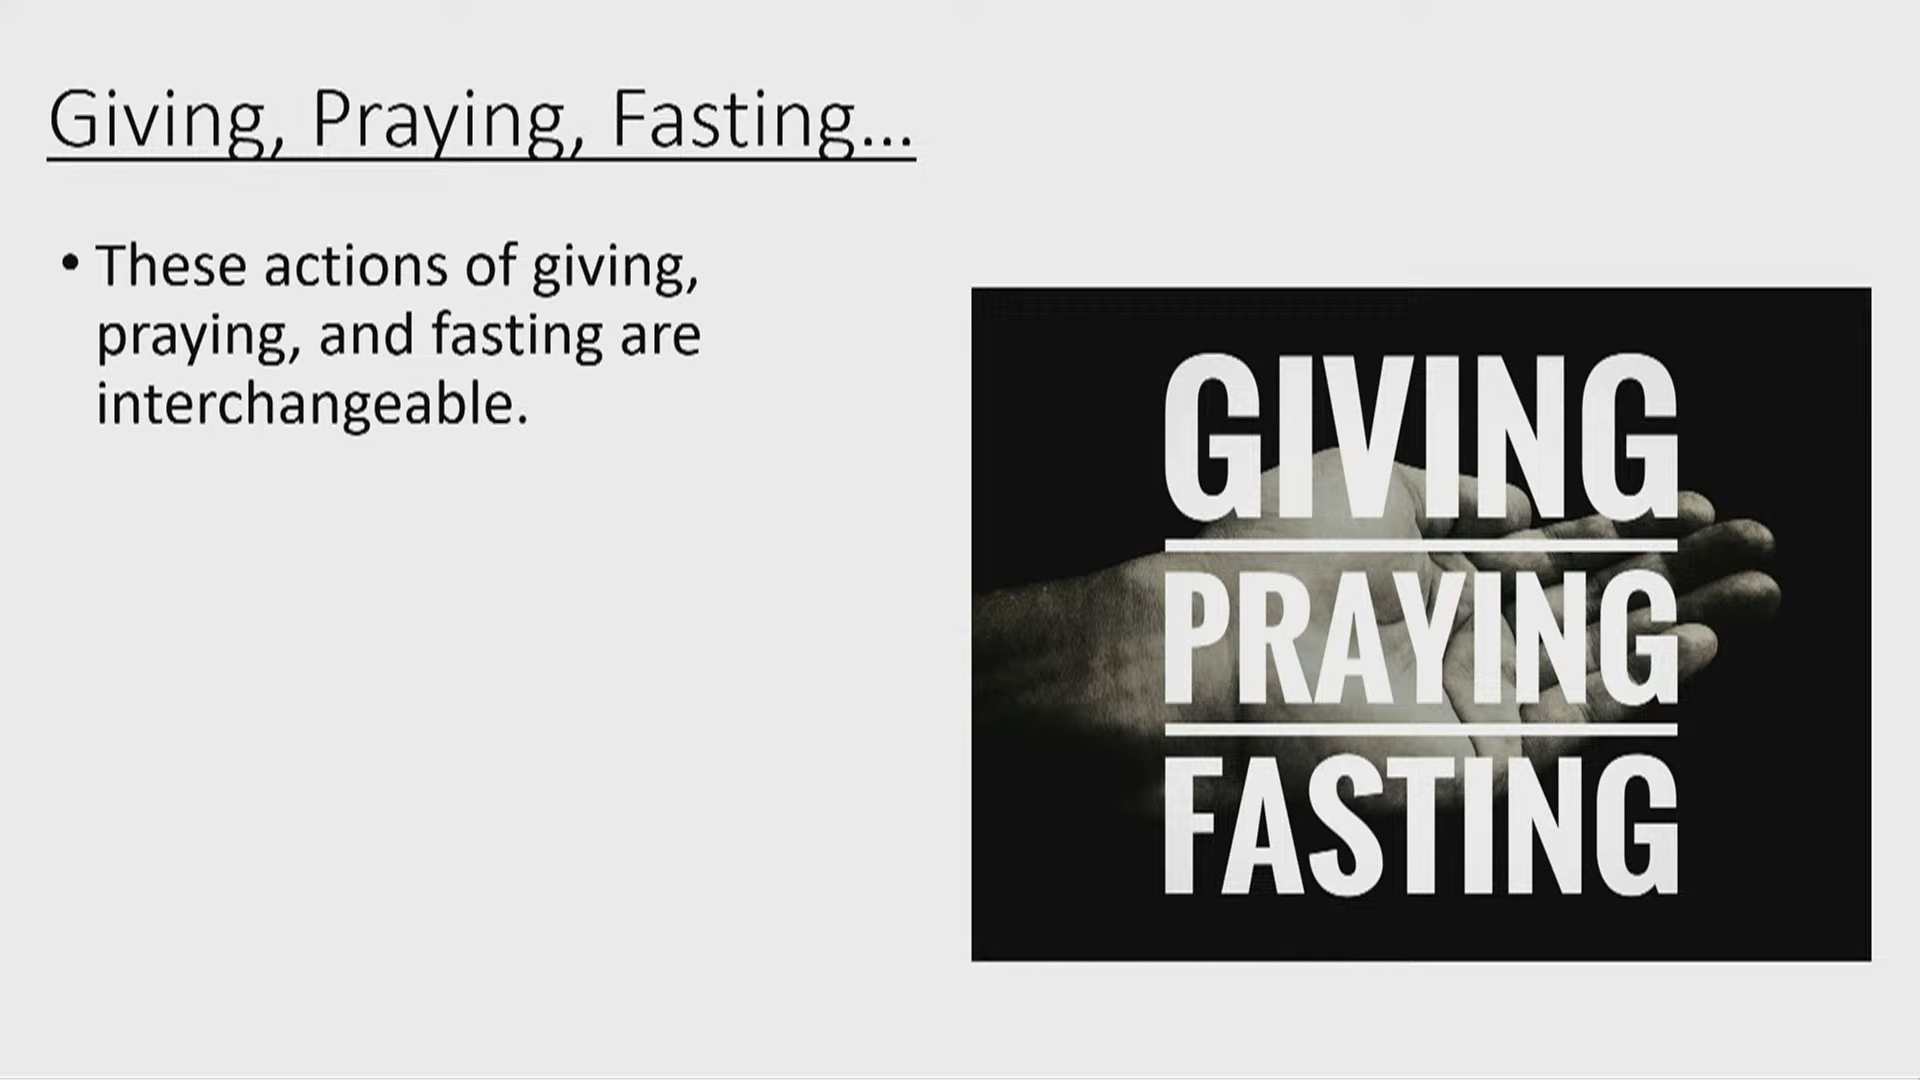 Giving, Praying, Fasting...
• These actions of giving,
praying, and fasting are
interchangeable.
GIVING
PRAYING
FASTING